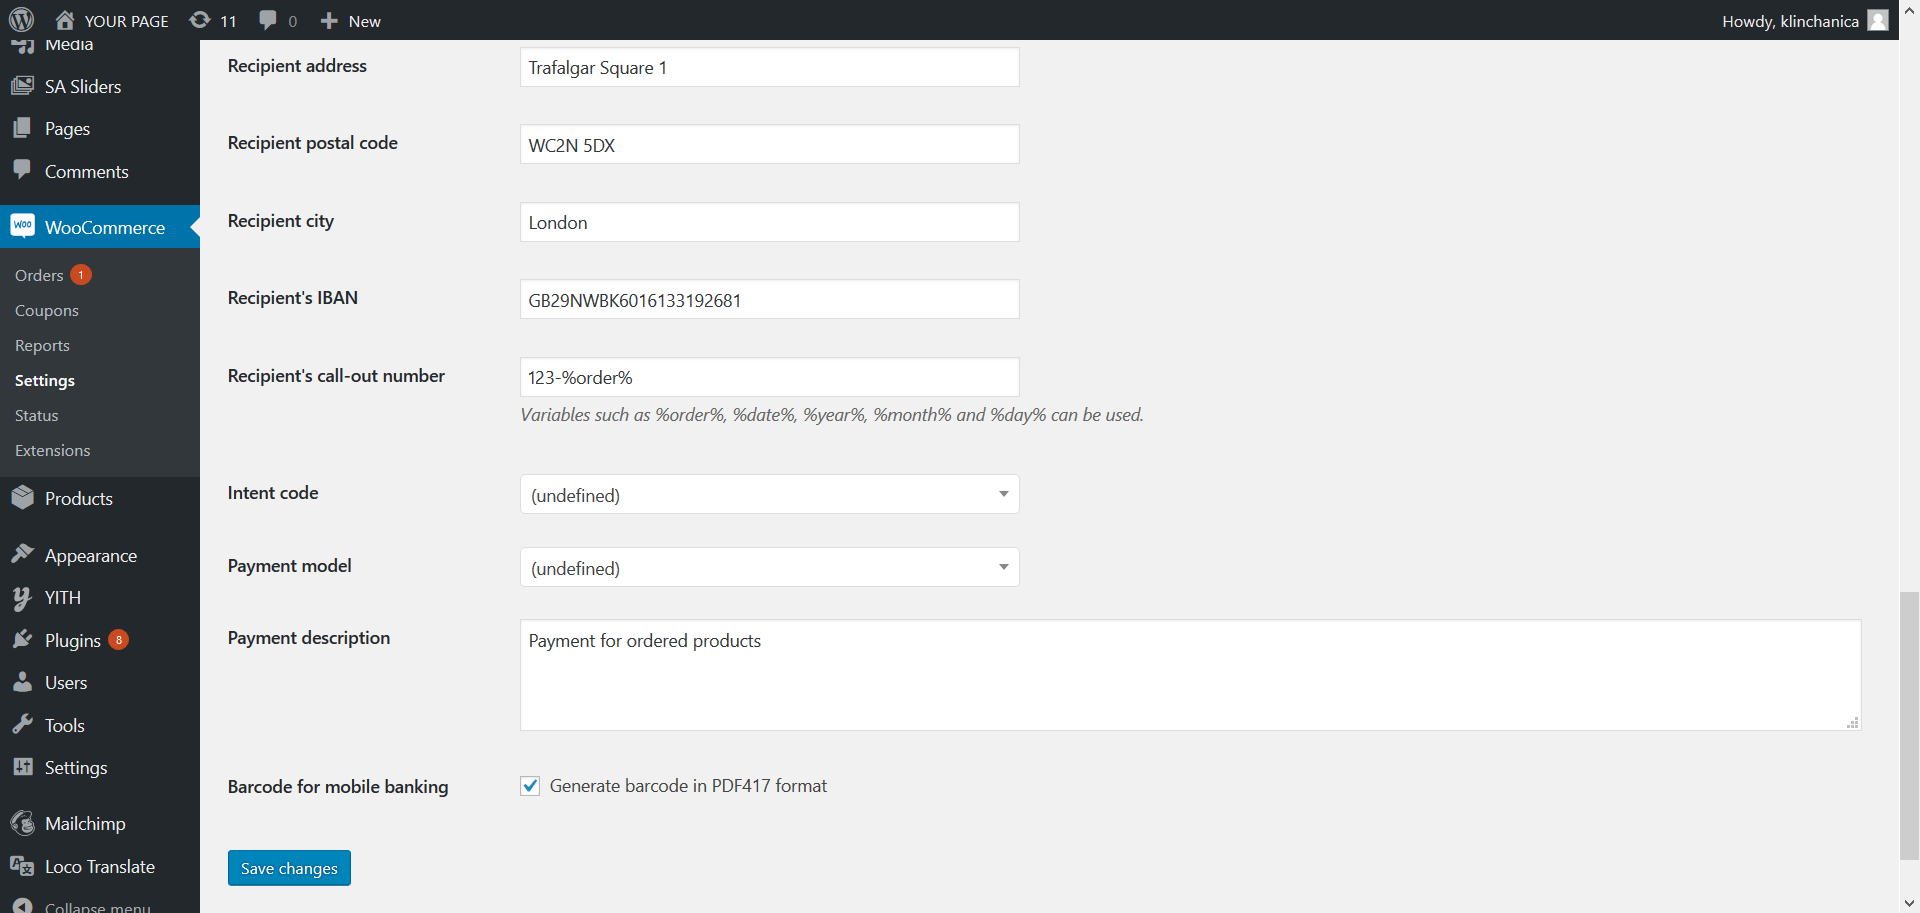 YOUR PAGE
11
0
New
Howdy, klinchanica
Media
SA Sliders
Pages
Comments
WooCommerce
Orders 1
Coupons
Reports
Settings
Status
Extensions
Products
Appearance
YITH
Plugins 8
Users
Tools
Settings
Mailchimp
Loco Translate
Collapse menu
Recipient address
Trafalgar Square 1
Recipient postal code
WC2N 5DX
Recipient city
London
Recipient's IBAN
GB29NWBK6016133192681
Recipient's call-out number
123-%order%
Variables such as %order%, %date%, %year%, %month% and %day% can be used.
Intent code
(undefined)
Payment model
(undefined)
Payment description
Payment for ordered products
Barcode for mobile banking
Generate barcode in PDF417 format
Save changes